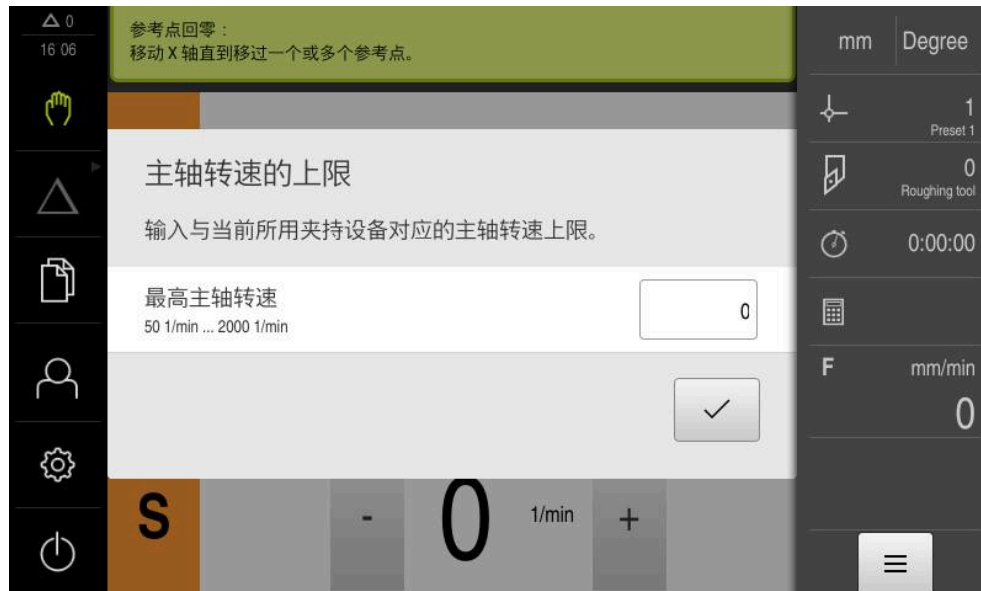 0
16 06
参考点回零：
移动 X 轴直到移过一个或多个参考点。
主轴转速的上限
输入与当前所用夹持设备对应的主轴转速上限。
最高主轴转速
50 1/min ... 2000 1/min
0
S
-
0
1/min
+
mm
Degree
1
Preset 1
0
Roughing tool
0:00:00
F
mm/min
0